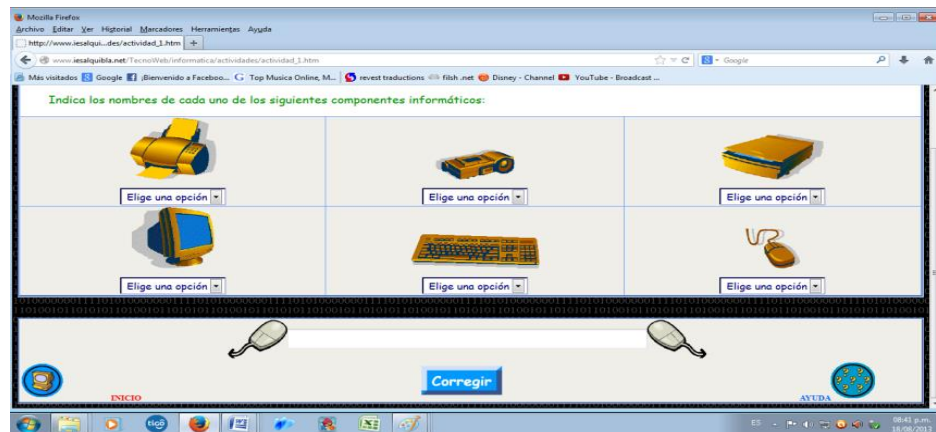 Mozilla Firefox
Archivo Editar Ver Historial Marcadores Herramientas Ayuda
http://www.iesalqui...des/actividad_1.htm
www.iesalquibla.net/TecnoWeb/informatica/actividades/actividad_1.htm
Google
Más visitados Google ¡Bienvenido a Faceboo... Top Musica Online, M... revest traductions filsh .net Disney - Channel YouTube - Broadcast ...
Indica los nombres de cada uno de los siguientes componentes informáticos:
Elige una opción Elige una opción Elige una opción
Elige una opción Elige una opción Elige una opción
Corregir
INICIO AYUDA
tigo ES 08:41 p.m.
18/08/2013